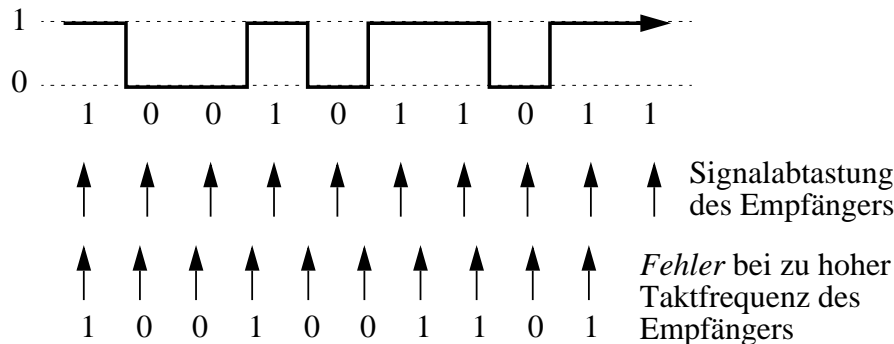 1
0
1 0 0 1 0 1 1 0 1 1
Signalabtastung
des Empfängers
Fehler bei zu hoher
Taktfrequenz des
1 0 0 1 0 0 1 1 0 1 Empfängers